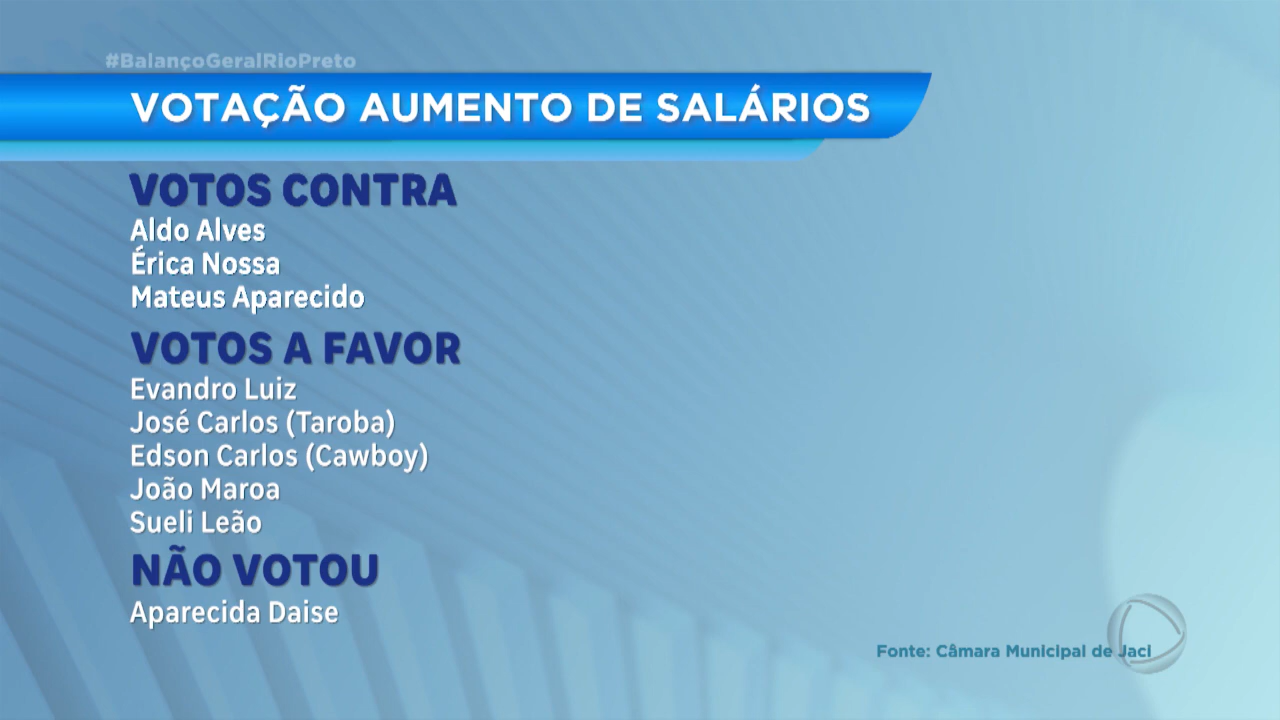 #BalançoGeralRioPreto
VOTAÇÃO AUMENTO DE SALÁRIOS
VOTOS CONTRA
Aldo Alves
Érica Nossa
Mateus Aparecido
VOTOS A FAVOR
Evandro Luiz
José Carlos (Taroba)
Edson Carlos (Cawboy)
João Maroa
Sueli Leão
NÃO VOTOU
Aparecida Daise
Fonte: Câmara Municipal de Jaci